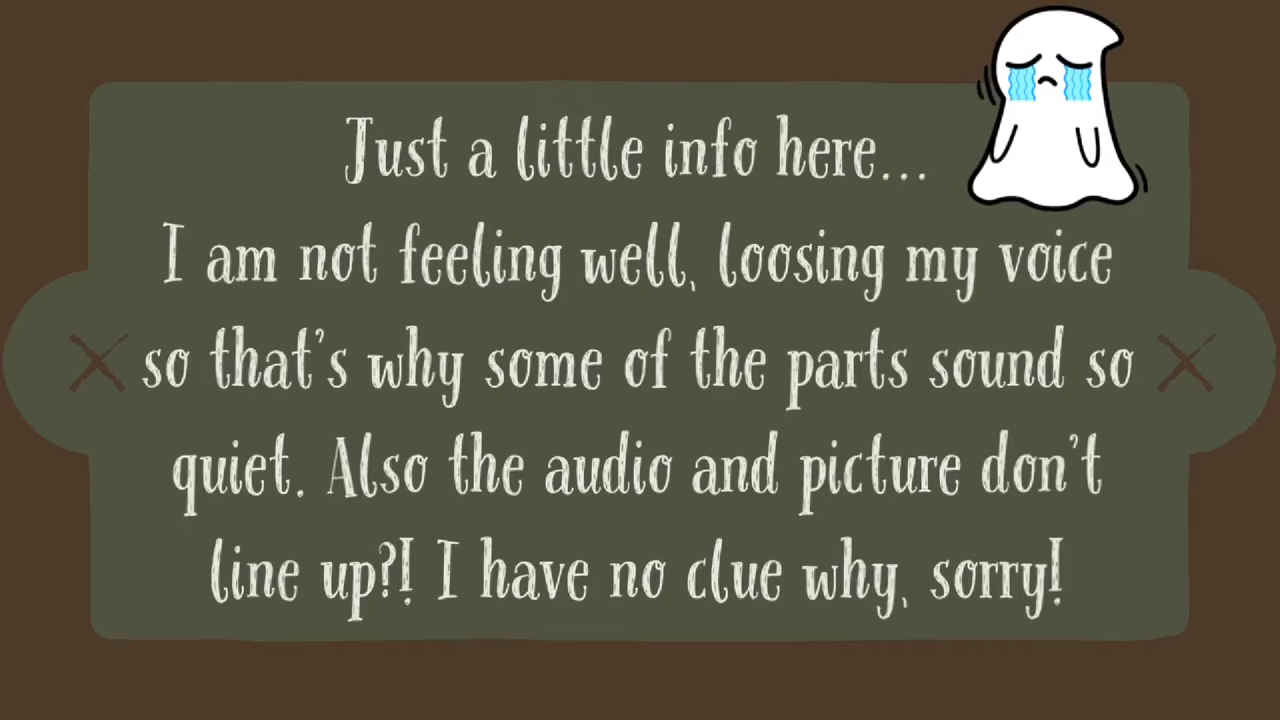 Just a little info here...
I am not feeling well, loosing my voice
so that's why some of the parts sound so
quiet. Also the audio and picture don't
line up?! I have no clue why, sorry!